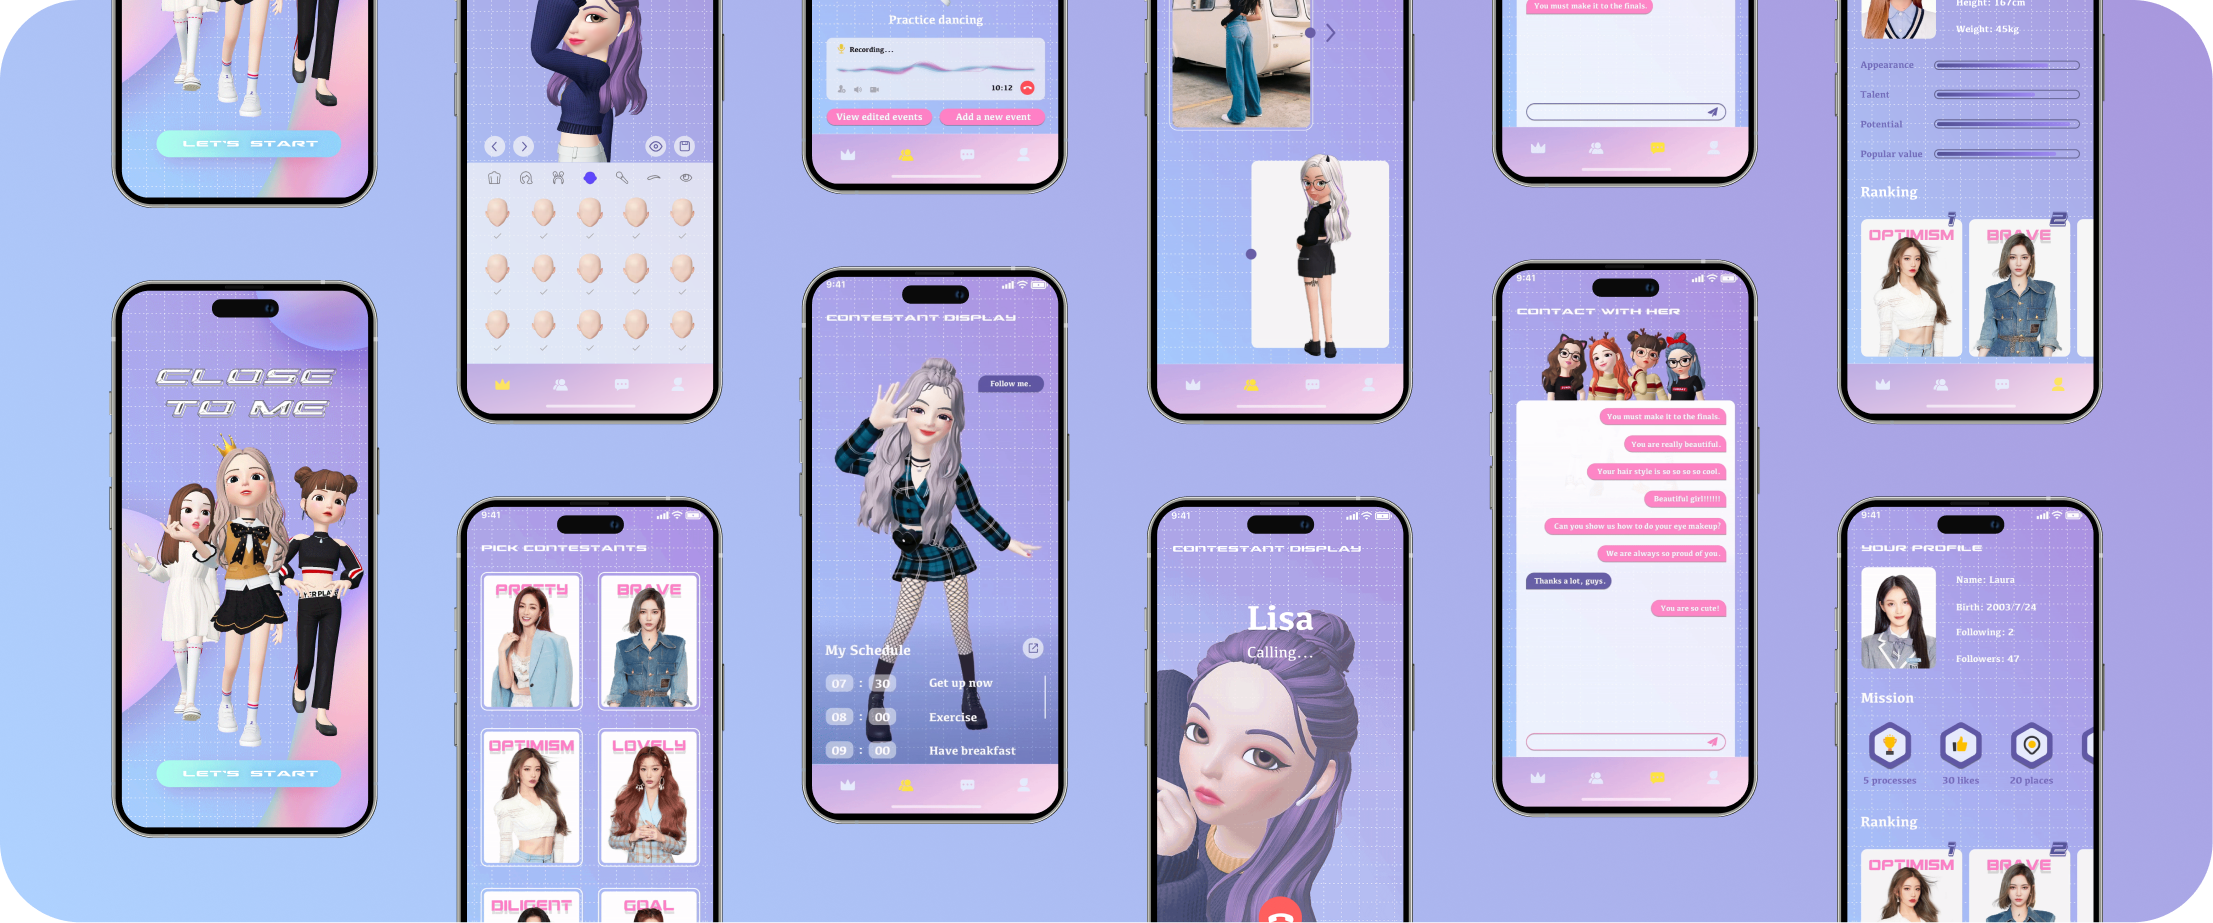 LET'S START
CLOSE
TO ME
LET'S START
9:41
PICK CONTESTANTS
PRETTY
BRAVE
OPTIMISM
LOVELY
DILIGENT
GOAL
Practice dancing
Recording...
10:12
View edited events
Add a new event
9:41
CONTESTANT DISPLAY
Follow me.
My Schedule
07 : 30 Get up now
08 : 00 Exercise
09 : 00 Have breakfast
9:41
CONTESTANT DISPLAY
Lisa
Calling...
You must make it to the finals.
9:41
CONTACT WITH HER
You must make it to the finals.
You are really beautiful.
Your hair style is so so so so cool.
Beautiful girl!!!!!!
Can you show us how to do your eye makeup?
We are always so proud of you.
Thanks a lot, guys.
You are so cute!
Height: 167cm
Weight: 45kg
Appearance
Talent
Potential
Popular value
Ranking
1
2
OPTIMISM
BRAVE
9:41
YOUR PROFILE
Name: Laura
Birth: 2003/7/24
Following: 2
Followers: 47
Mission
5 processes
30 likes
20 places
Ranking
1
2
OPTIMISM
BRAVE